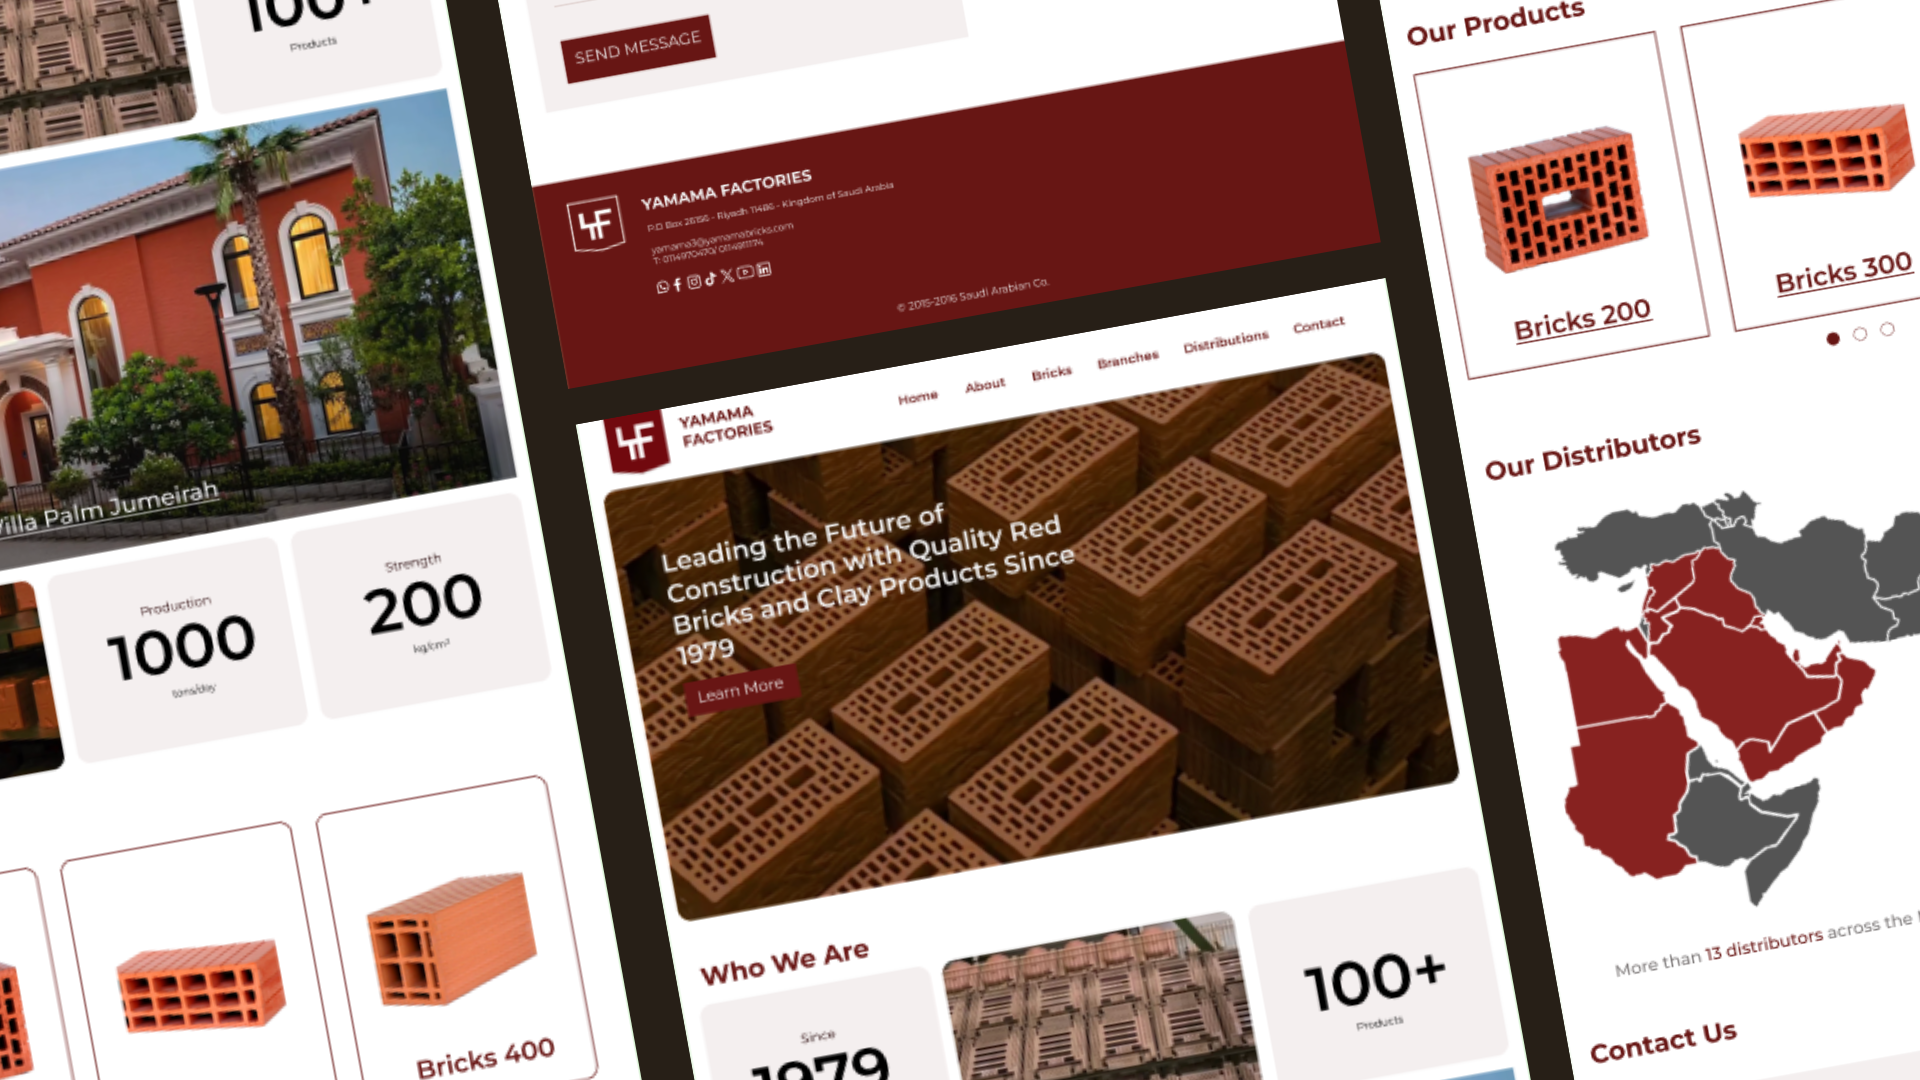 100+
Products
Villa Palm Jumeirah
Production
1000
tons/day
Strength
200
kg/cm²
Bricks 400
SEND MESSAGE
YAMAMA FACTORIES
P.O Box 28156 - Riyadh 11486 - Kingdom of Saudi Arabia
yamama3@yamamabricks.com
© 2015-2016 Saudi Arabian Co.
YAMAMA
FACTORIES
Home
About
Bricks
Branches
Distributions
Contact
Leading the Future of
Construction with Quality Red
Bricks and Clay Products Since
1979
Learn More
Who We Are
Since
1979
100+
Products
Our Products
Bricks 200
Bricks 300
Our Distributors
More than 13 distributors across the
Contact Us